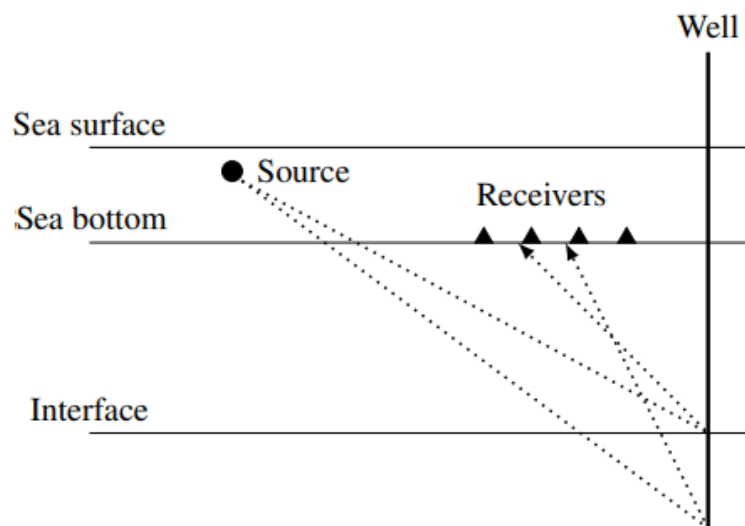 Well
Sea surface
Source
Receivers
Sea bottom
Interface